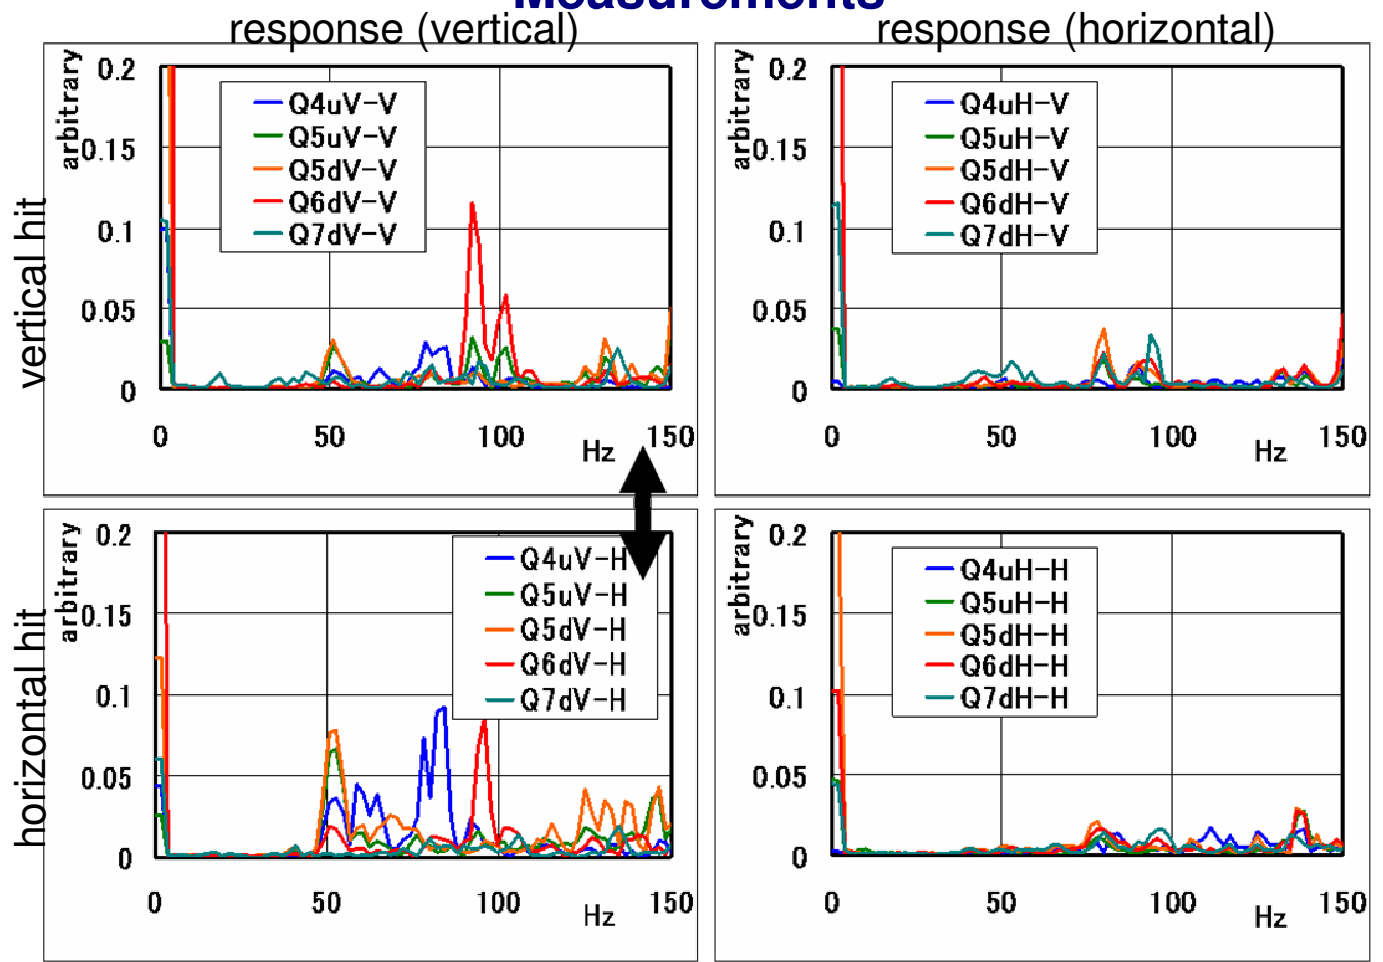 Measurements
response (vertical)
response (horizontal)
vertical hit
horizontal hit
arbitrary
0.2
0.15
0.1
0.05
0
0
50
100
150
Hz
Q4uV-V
Q5uV-V
Q5dV-V
Q6dV-V
Q7dV-V
arbitrary
0.2
0.15
0.1
0.05
0
0
50
100
150
Hz
Q4uH-V
Q5uH-V
Q5dH-V
Q6dH-V
Q7dH-V
arbitrary
0.2
0.15
0.1
0.05
0
0
50
100
150
Hz
Q4uV-H
Q5uV-H
Q5dV-H
Q6dV-H
Q7dV-H
arbitrary
0.2
0.15
0.1
0.05
0
0
50
100
150
Hz
Q4uH-H
Q5uH-H
Q5dH-H
Q6dH-H
Q7dH-H